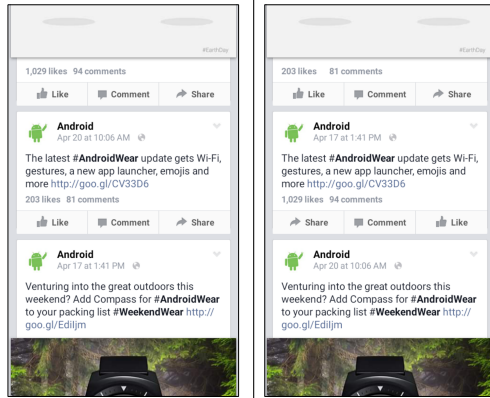 #EarthDay
1,029 likes 94 comments
Like Comment Share
Android
Apr 20 at 10:06 AM
The latest #AndroidWear update gets Wi-Fi,
gestures, a new app launcher, emojis and
more http://goo.gl/CV33D6
203 likes 81 comments
Like Comment Share
Android
Apr 17 at 1:41 PM
Venturing into the great outdoors this
weekend? Add Compass for #AndroidWear
to your packing list #WeekendWear http://
goo.gl/EdiIjm
#EarthDay
203 likes 81 comments
Like Comment Share
Android
Apr 17 at 1:41 PM
The latest #AndroidWear update gets Wi-Fi,
gestures, a new app launcher, emojis and
more http://goo.gl/CV33D6
1,029 likes 94 comments
Share Comment Like
Android
Apr 20 at 10:06 AM
Venturing into the great outdoors this
weekend? Add Compass for #AndroidWear
to your packing list #WeekendWear http://
goo.gl/EdiIjm